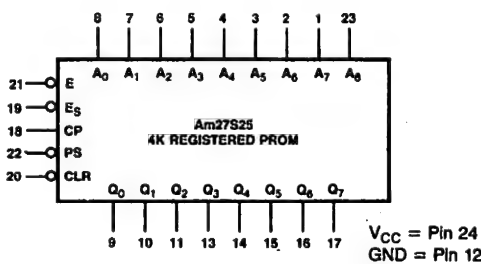 8 7 6 5 4 3 2 1 23
A0 A1 A2 A3 A4 A5 A6 A7 A8
21 E
19 ES
18 CP
22 PS
20 CLR
Am27S25
4K REGISTERED PROM
Q0 Q1 Q2 Q3 Q4 Q5 Q6 Q7
9 10 11 13 14 15 16 17
VCC = Pin 24
GND = Pin 12